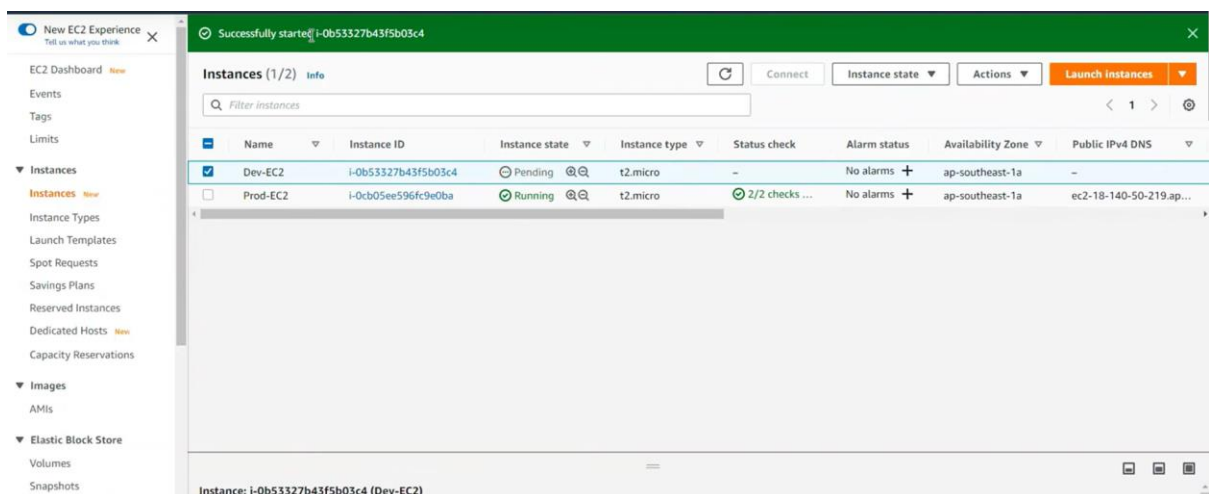 New EC2 Experience
Tell us what you think
EC2 Dashboard New
Events
Tags
Limits
Instances
Instances New
Instance Types
Launch Templates
Spot Requests
Savings Plans
Reserved Instances
Dedicated Hosts New
Capacity Reservations
Images
AMIs
Elastic Block Store
Volumes
Snapshots
Successfully started i-0b53327b43f5b03c4
Instances (1/2) Info
Connect Instance state Actions Launch instances
Filter instances
1
Name Instance ID Instance state Instance type Status check Alarm status Availability Zone Public IPv4 DNS
Dev-EC2 i-0b53327b43f5b03c4 Pending t2.micro – No alarms + ap-southeast-1a –
Prod-EC2 i-0cb05ee596fc9e0ba Running t2.micro 2/2 checks ... No alarms + ap-southeast-1a ec2-18-140-50-219.ap...
Instance: i-0b53327b43f5b03c4 (Dev-EC2)